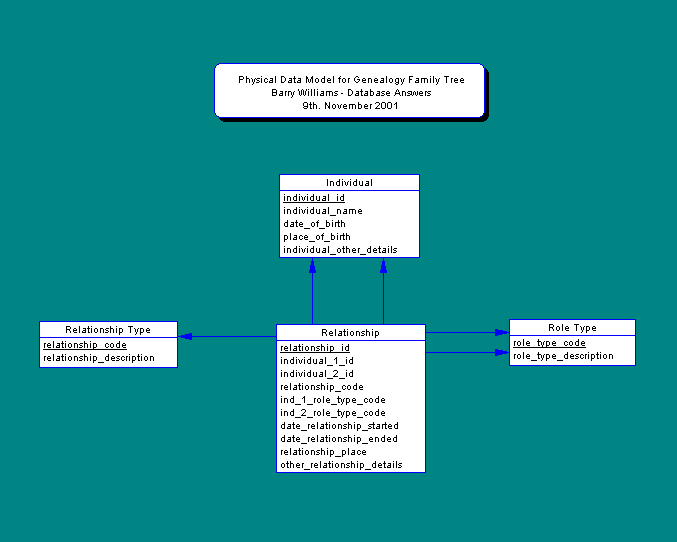 Physical Data Model for Genealogy Family Tree
Barry Williams - Database Answers
9th. November 2001
Individual
individual_id
individual_name
date_of_birth
place_of_birth
individual_other_details
Relationship Type
relationship_code
relationship_description
Relationship
relationship_id
individual_1_id
individual_2_id
relationship_code
ind_1_role_type_code
ind_2_role_type_code
date_relationship_started
date_relationship_ended
relationship_place
other_relationship_details
Role Type
role_type_code
role_type_description